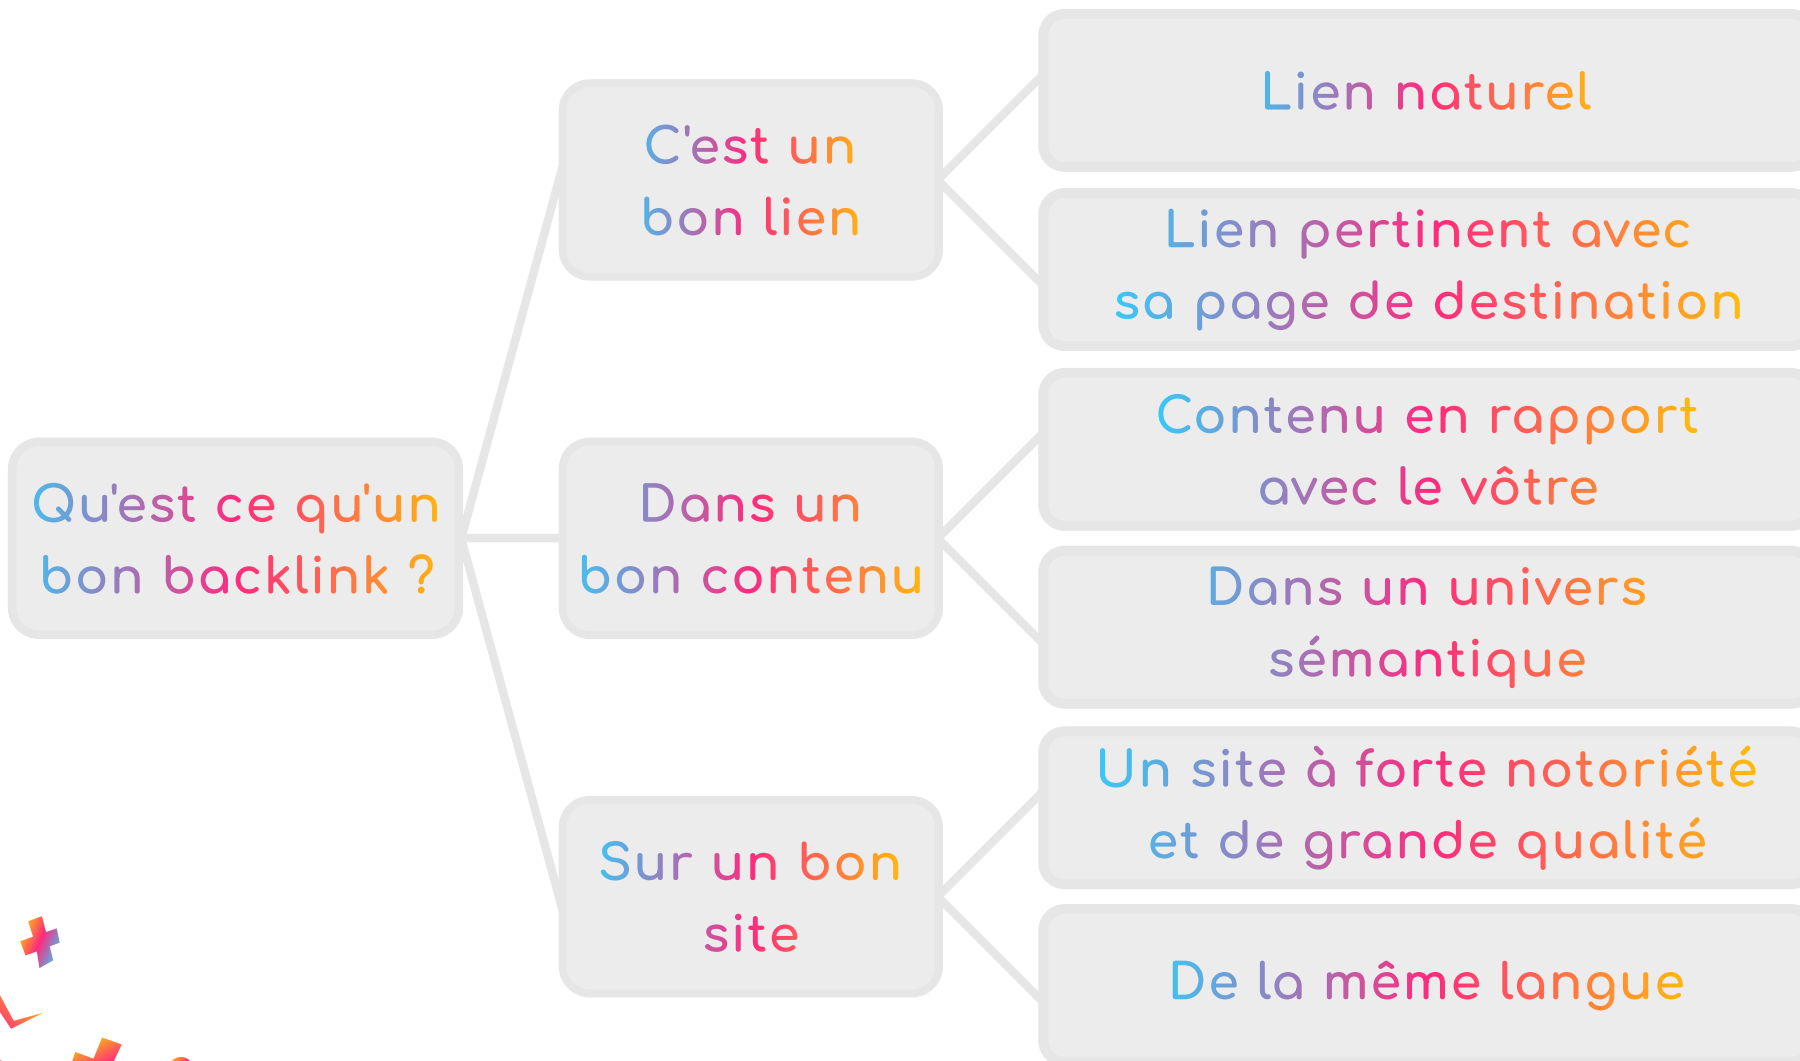 Qu'est ce qu'un
bon backlink ?
C'est un
bon lien
Lien naturel
Lien pertinent avec
sa page de destination
Dans un
bon contenu
Contenu en rapport
avec le vôtre
Dans un univers
sémantique
Sur un bon
site
Un site à forte notoriété
et de grande qualité
De la même langue